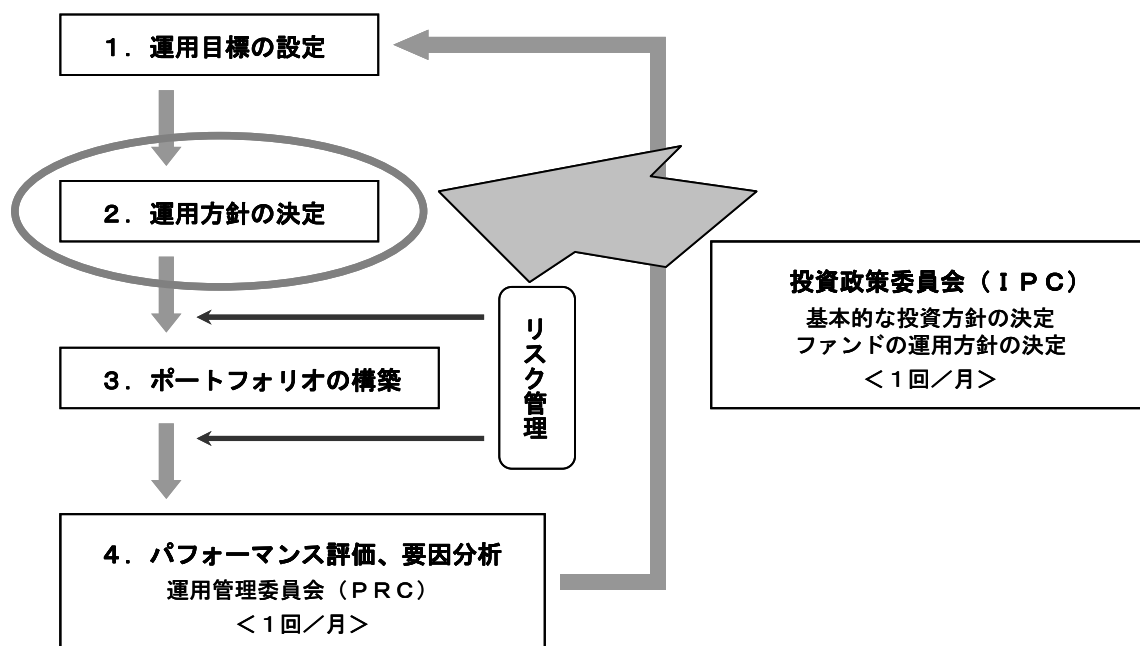 １．運用目標の設定
２．運用方針の決定
投資政策委員会（ＩＰＣ）
基本的な投資方針の決定
ファンドの運用方針の決定
＜１回／月＞
リスク管理
３．ポートフォリオの構築
４．パフォーマンス評価、要因分析
運用管理委員会（ＰＲＣ）
＜１回／月＞